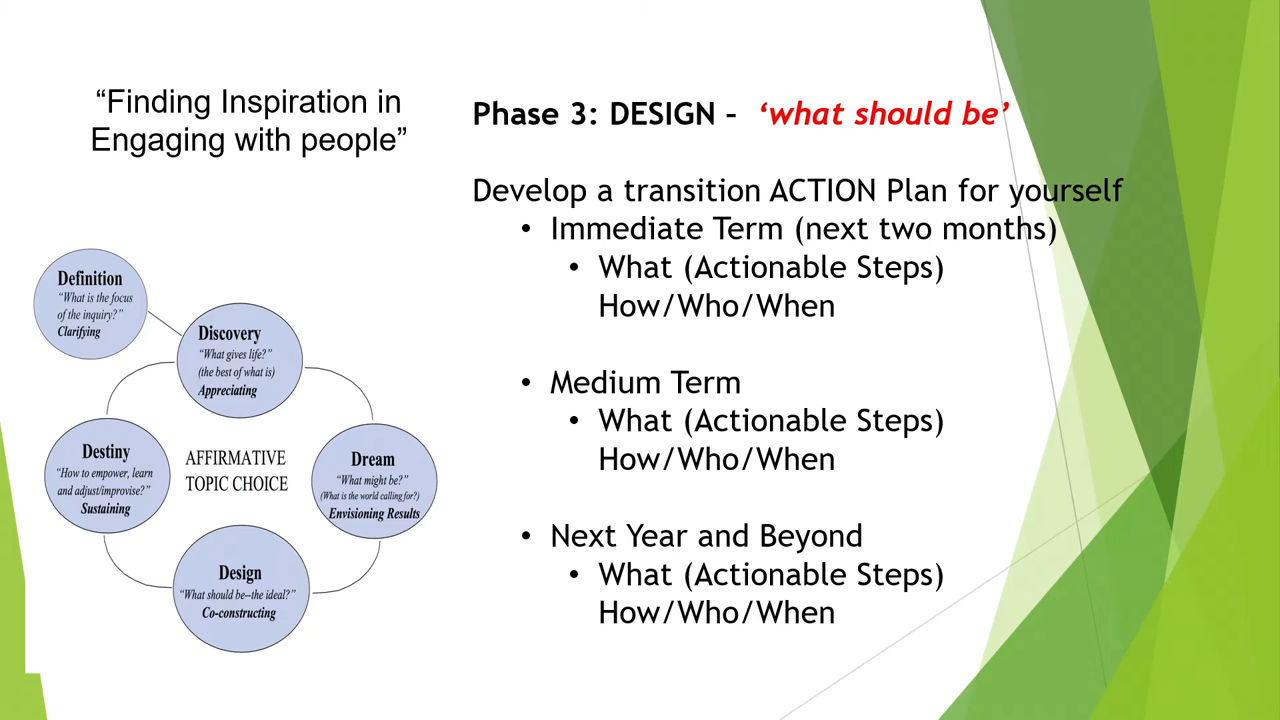 “Finding Inspiration in
Engaging with people”
Phase 3: DESIGN – ‘what should be’
Develop a transition ACTION Plan for yourself
• Immediate Term (next two months)
• What (Actionable Steps)
How/Who/When
• Medium Term
• What (Actionable Steps)
How/Who/When
• Next Year and Beyond
• What (Actionable Steps)
How/Who/When
Definition
“What is the focus
of the inquiry?”
Clarifying
Discovery
“What gives life?”
(the best of what is)
Appreciating
Destiny
“How to empower, learn
and adjust/improvise?”
Sustaining
AFFIRMATIVE
TOPIC CHOICE
Dream
“What might be?”
(What is the world calling for?)
Envisioning Results
Design
“What should be--the ideal?”
Co-constructing